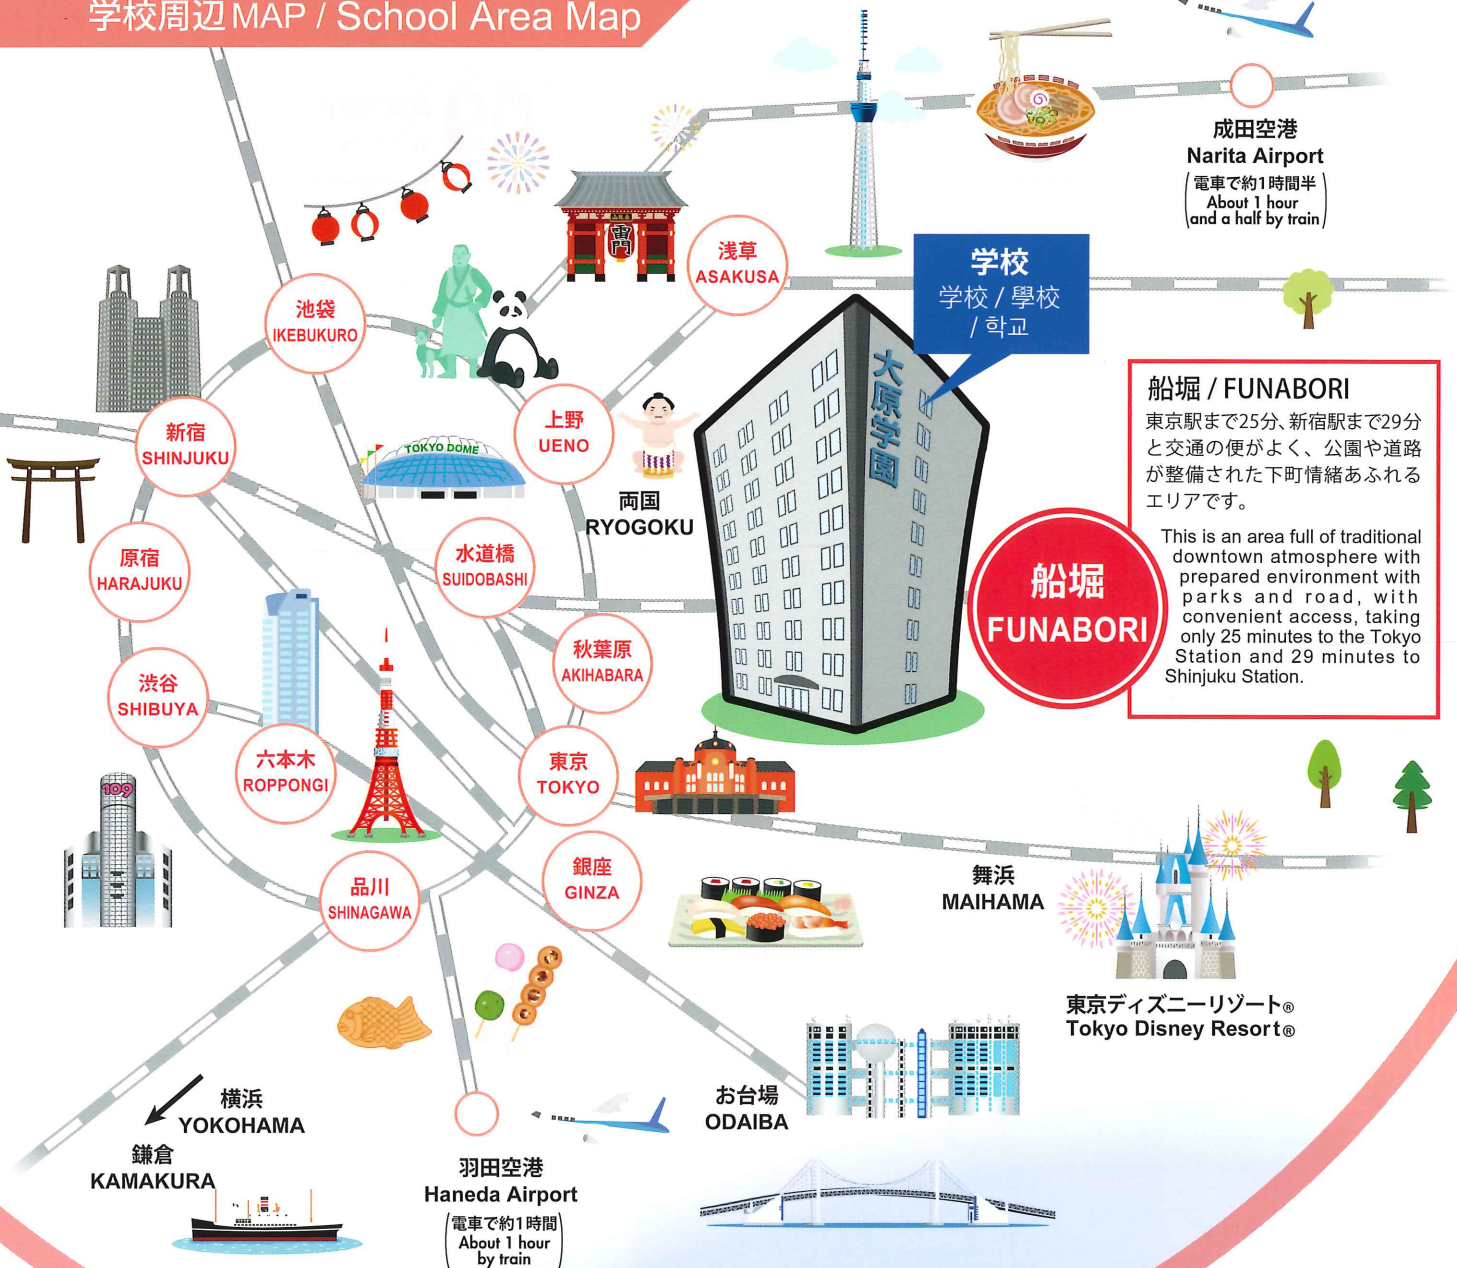 学校周辺MAP / School Area Map
成田空港
Narita Airport
電車で約1時間半
About 1 hour
and a half by train
雷門
浅草
ASAKUSA
学校
学校 / 學校
/ 학교
池袋
IKEBUKURO
大原学園
船堀 / FUNABORI
東京駅まで25分、新宿駅まで29分
と交通の便がよく、公園や道路
が整備された下町情緒あふれる
エリアです。
This is an area full of traditional
downtown atmosphere with
prepared environment with
parks and road, with
convenient access, taking
only 25 minutes to the Tokyo
Station and 29 minutes to
Shinjuku Station.
新宿
SHINJUKU
上野
UENO
TOKYO DOME
両国
RYOGOKU
原宿
HARAJUKU
水道橋
SUIDOBASHI
船堀
FUNABORI
秋葉原
AKIHABARA
渋谷
SHIBUYA
六本木
ROPPONGI
東京
TOKYO
109
品川
SHINAGAWA
銀座
GINZA
舞浜
MAIHAMA
東京ディズニーリゾート®
Tokyo Disney Resort®
お台場
ODAIBA
横浜
YOKOHAMA
鎌倉
KAMAKURA
羽田空港
Haneda Airport
電車で約1時間
About 1 hour
by train